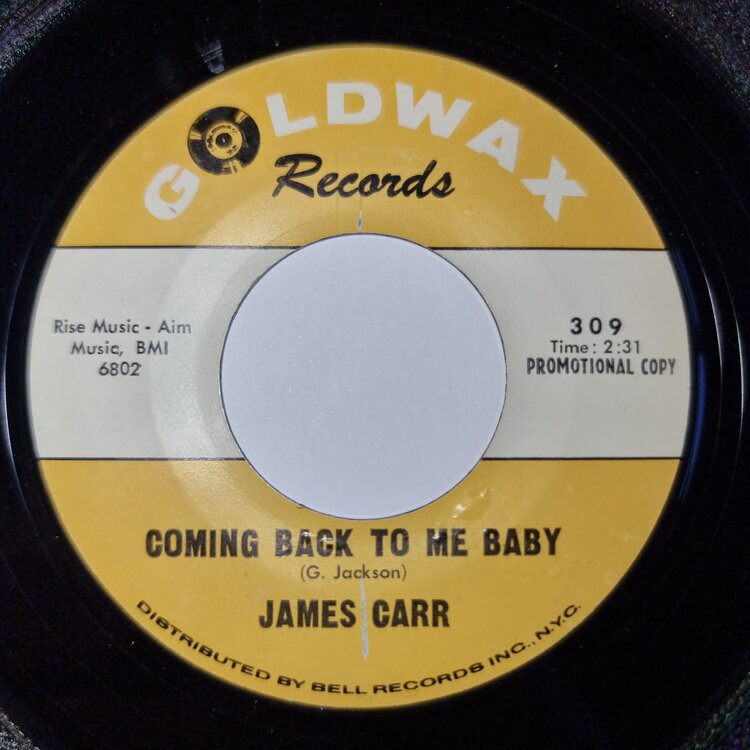 GOLDWAX
Records
Rise Music - Aim
Music, BMI
6802
309
Time: 2:31
PROMOTIONAL COPY
COMING BACK TO ME BABY
(G. Jackson)
JAMES CARR
DISTRIBUTED BY BELL RECORDS INC., N.Y.C.